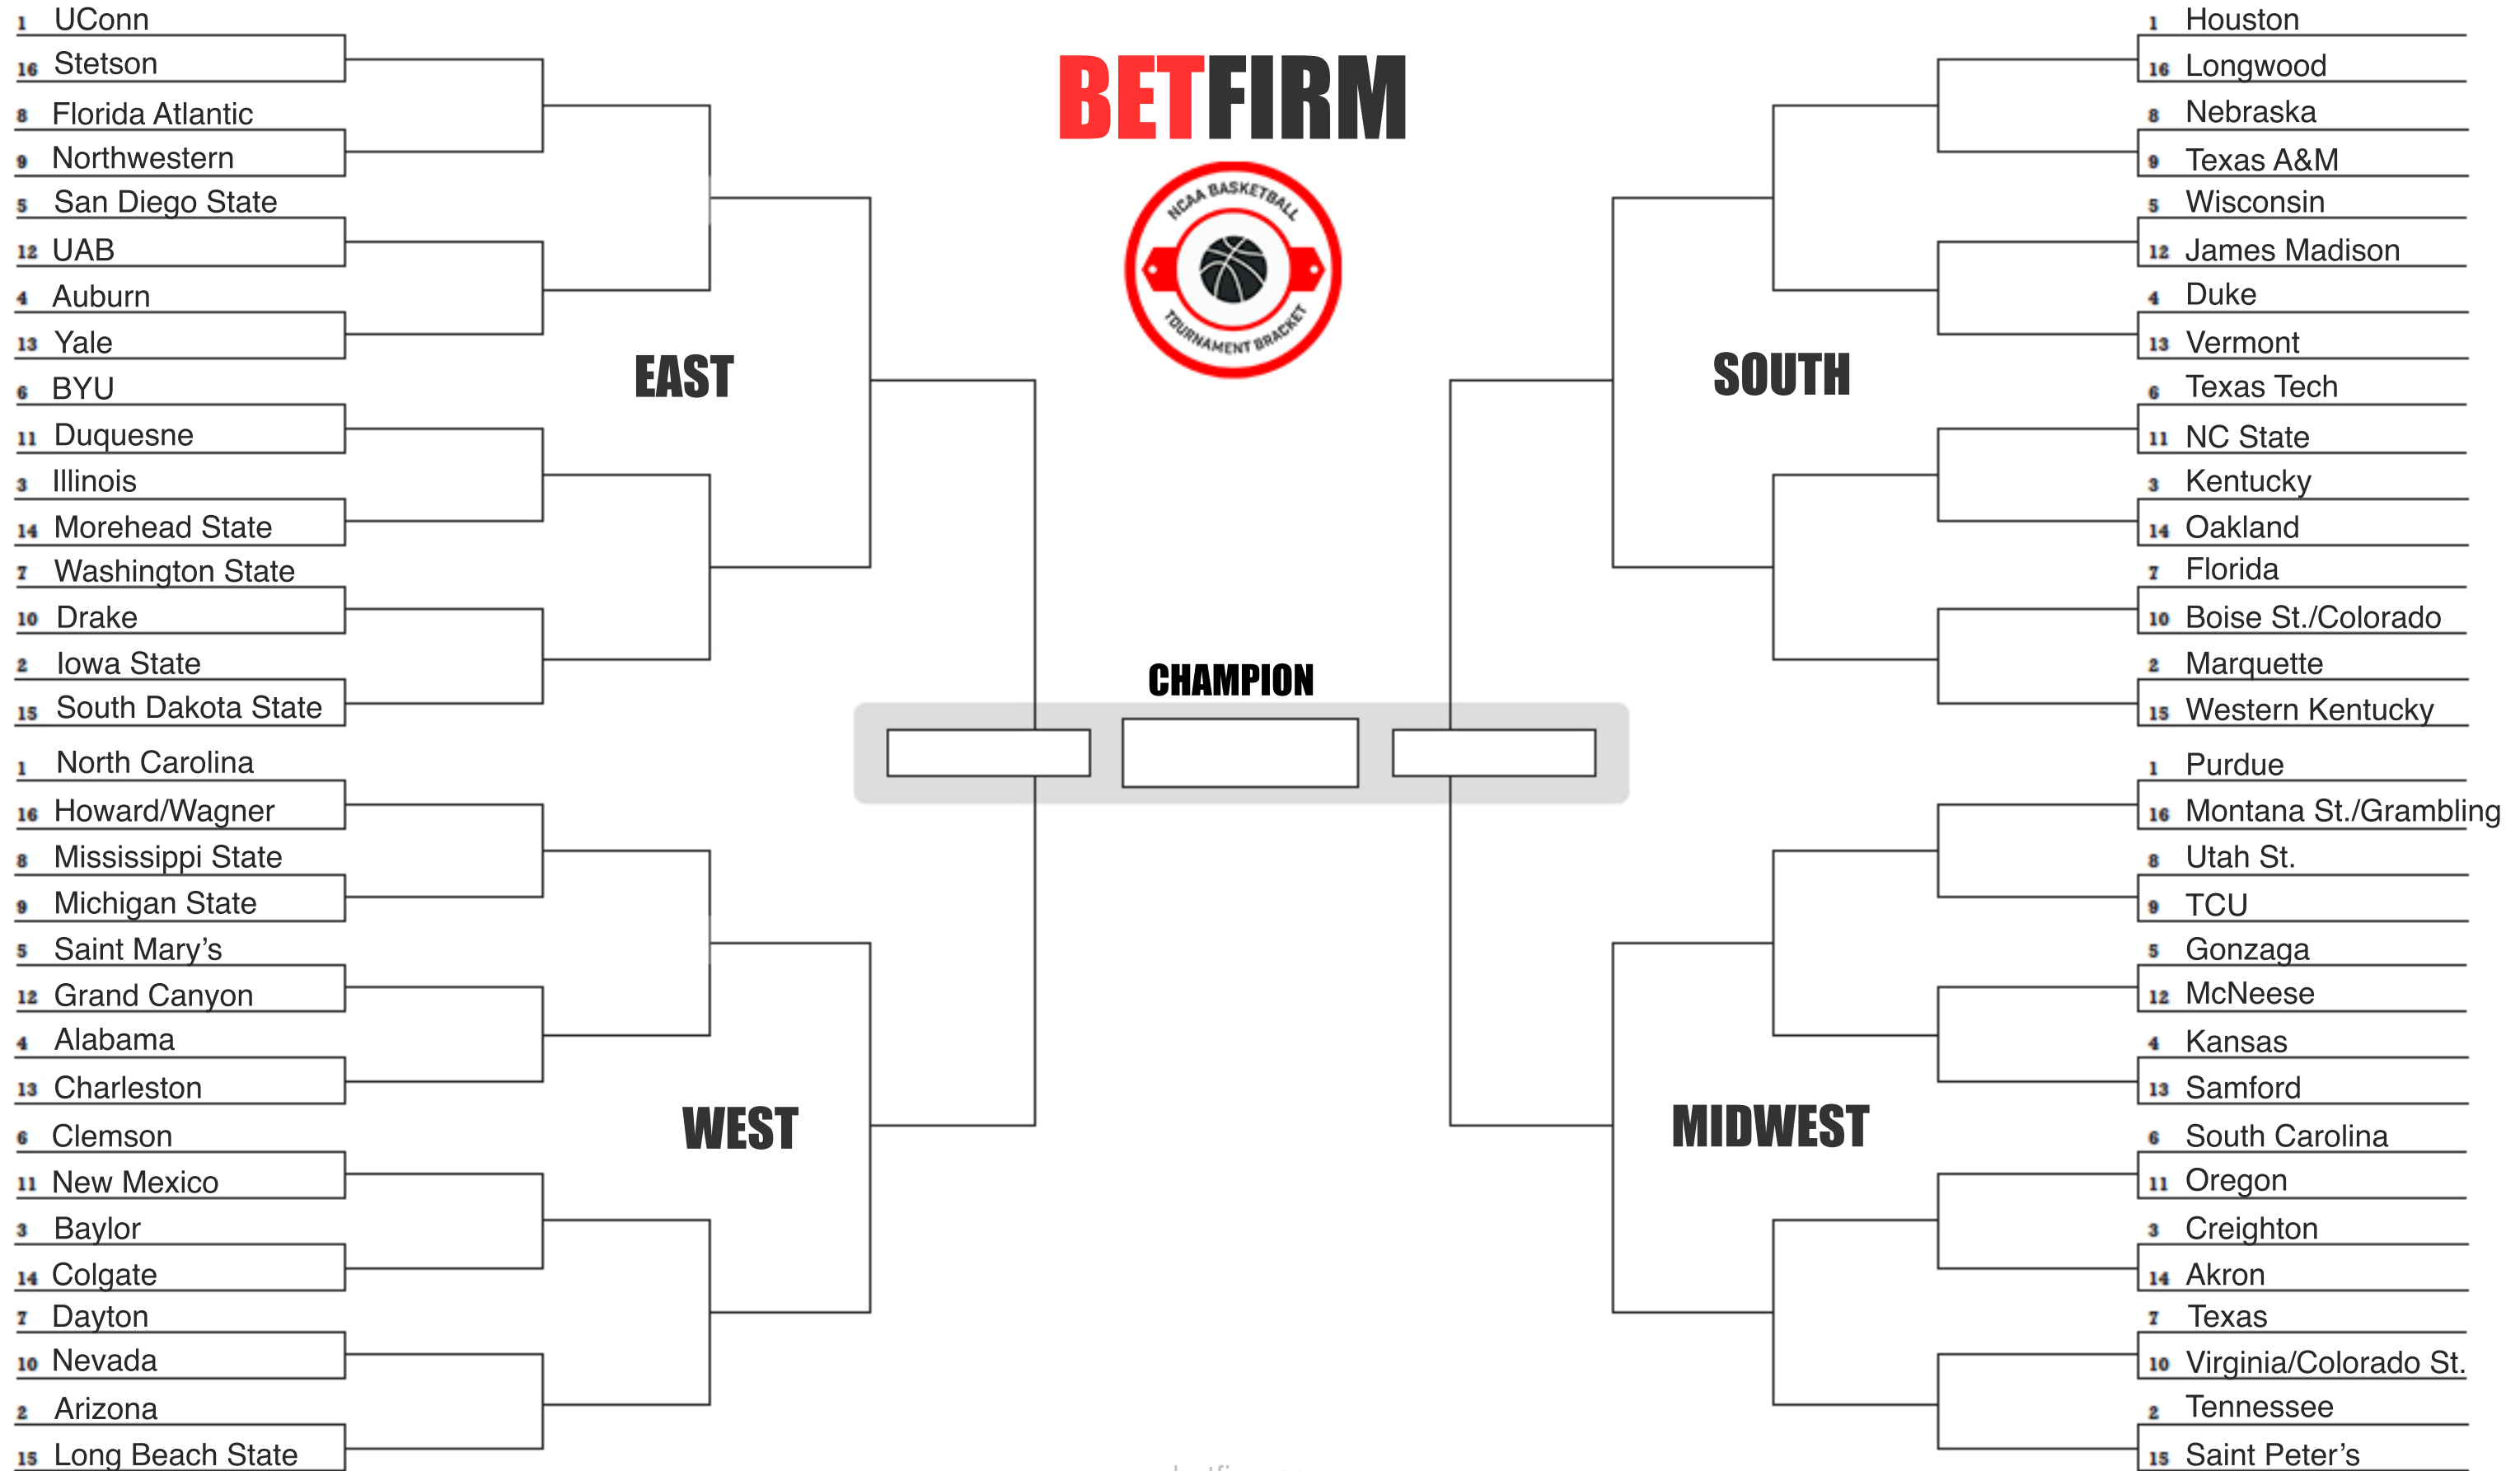 1 UConn
16 Stetson
8 Florida Atlantic
9 Northwestern
5 San Diego State
12 UAB
4 Auburn
13 Yale
6 BYU
11 Duquesne
3 Illinois
14 Morehead State
7 Washington State
10 Drake
2 Iowa State
15 South Dakota State
EAST
1 North Carolina
16 Howard/Wagner
8 Mississippi State
9 Michigan State
5 Saint Mary’s
12 Grand Canyon
4 Alabama
13 Charleston
6 Clemson
11 New Mexico
3 Baylor
14 Colgate
7 Dayton
10 Nevada
2 Arizona
15 Long Beach State
WEST
BETFIRM
NCAA BASKETBALL
TOURNAMENT BRACKET
CHAMPION
1 Houston
16 Longwood
8 Nebraska
9 Texas A&M
5 Wisconsin
12 James Madison
4 Duke
13 Vermont
6 Texas Tech
11 NC State
3 Kentucky
14 Oakland
7 Florida
10 Boise St./Colorado
2 Marquette
15 Western Kentucky
SOUTH
1 Purdue
16 Montana St./Grambling
8 Utah St.
9 TCU
5 Gonzaga
12 McNeese
4 Kansas
13 Samford
6 South Carolina
11 Oregon
3 Creighton
14 Akron
7 Texas
10 Virginia/Colorado St.
2 Tennessee
15 Saint Peter’s
MIDWEST